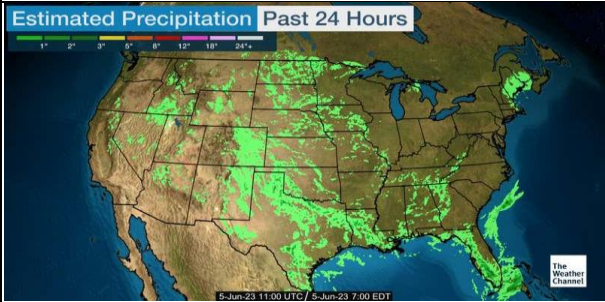 Estimated Precipitation Past 24 Hours
1" 2" 3" 5" 8" 12" 18" 24"+
The
Weather
Channel
5-Jun-23 11:00 UTC / 5-Jun-23 7:00 EDT